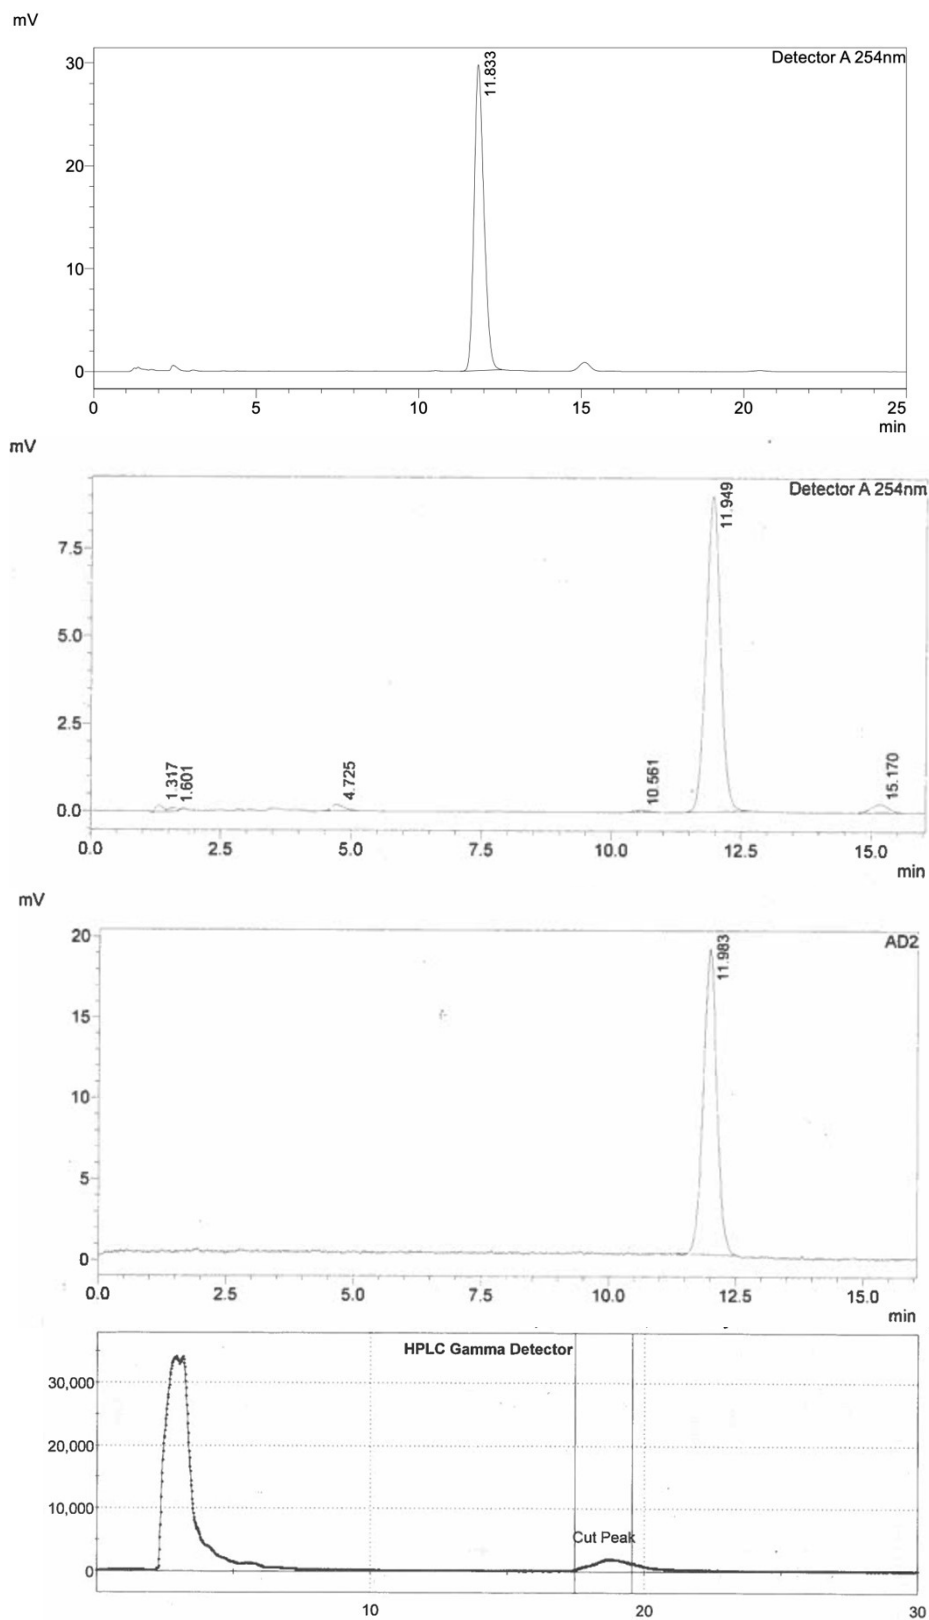 mV
Detector A 254nm
11.833
30
20
10
0
0 5 10 15 20 25
min
mV
Detector A 254nm
11.949
7.5
5.0
2.5
0.0
1.317
1.601
4.725
10.561
15.170
0.0 2.5 5.0 7.5 10.0 12.5 15.0
min
mV
AD2
11.983
20
15
10
5
0
0.0 2.5 5.0 7.5 10.0 12.5 15.0
min
HPLC Gamma Detector
30,000
20,000
10,000
0
Cut Peak
10 20 30